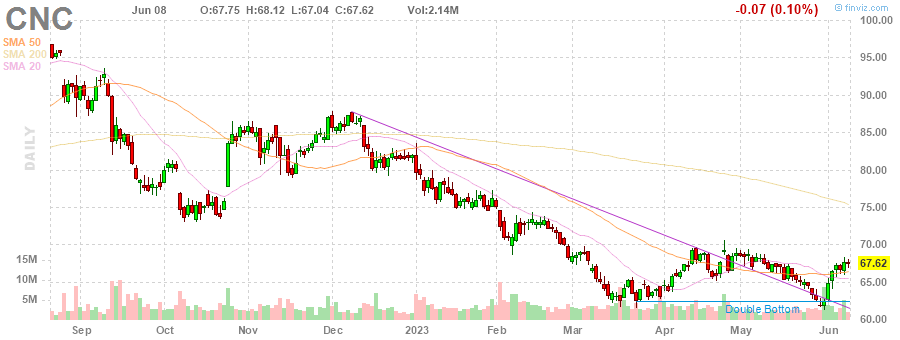 CNC Jun 08 O:67.75 H:68.12 L:67.04 C:67.62 Vol:2.14M -0.07 (0.10%) @ finviz.com
SMA 50
SMA 200
SMA 20
DAILY
100.00
95.00
90.00
85.00
80.00
75.00
70.00
67.62
65.00
60.00
15M
10M
5M
Double Bottom
Sep Oct Nov Dec 2023 Feb Mar Apr May Jun